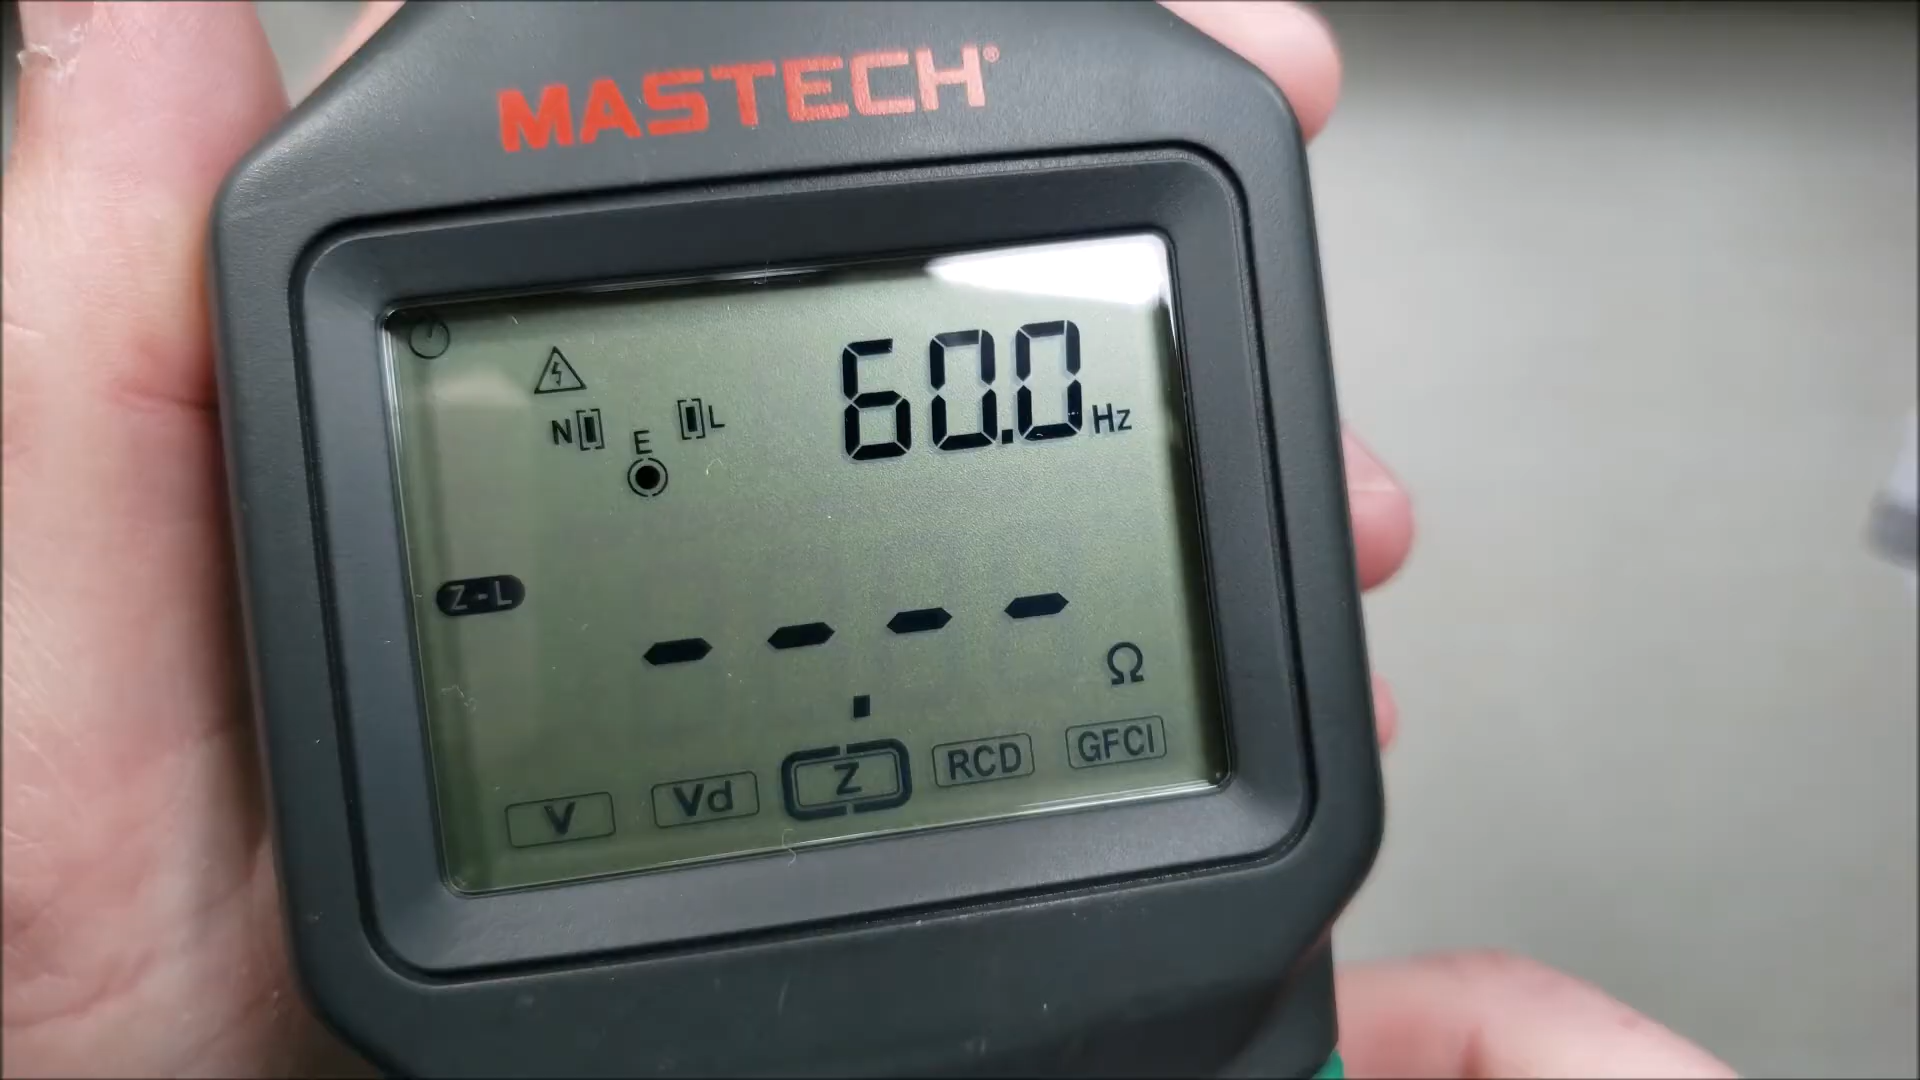 MASTECH®
60.0 Hz
N E L
Z-L
- - - - Ω
V Vd Z RCD GFCI